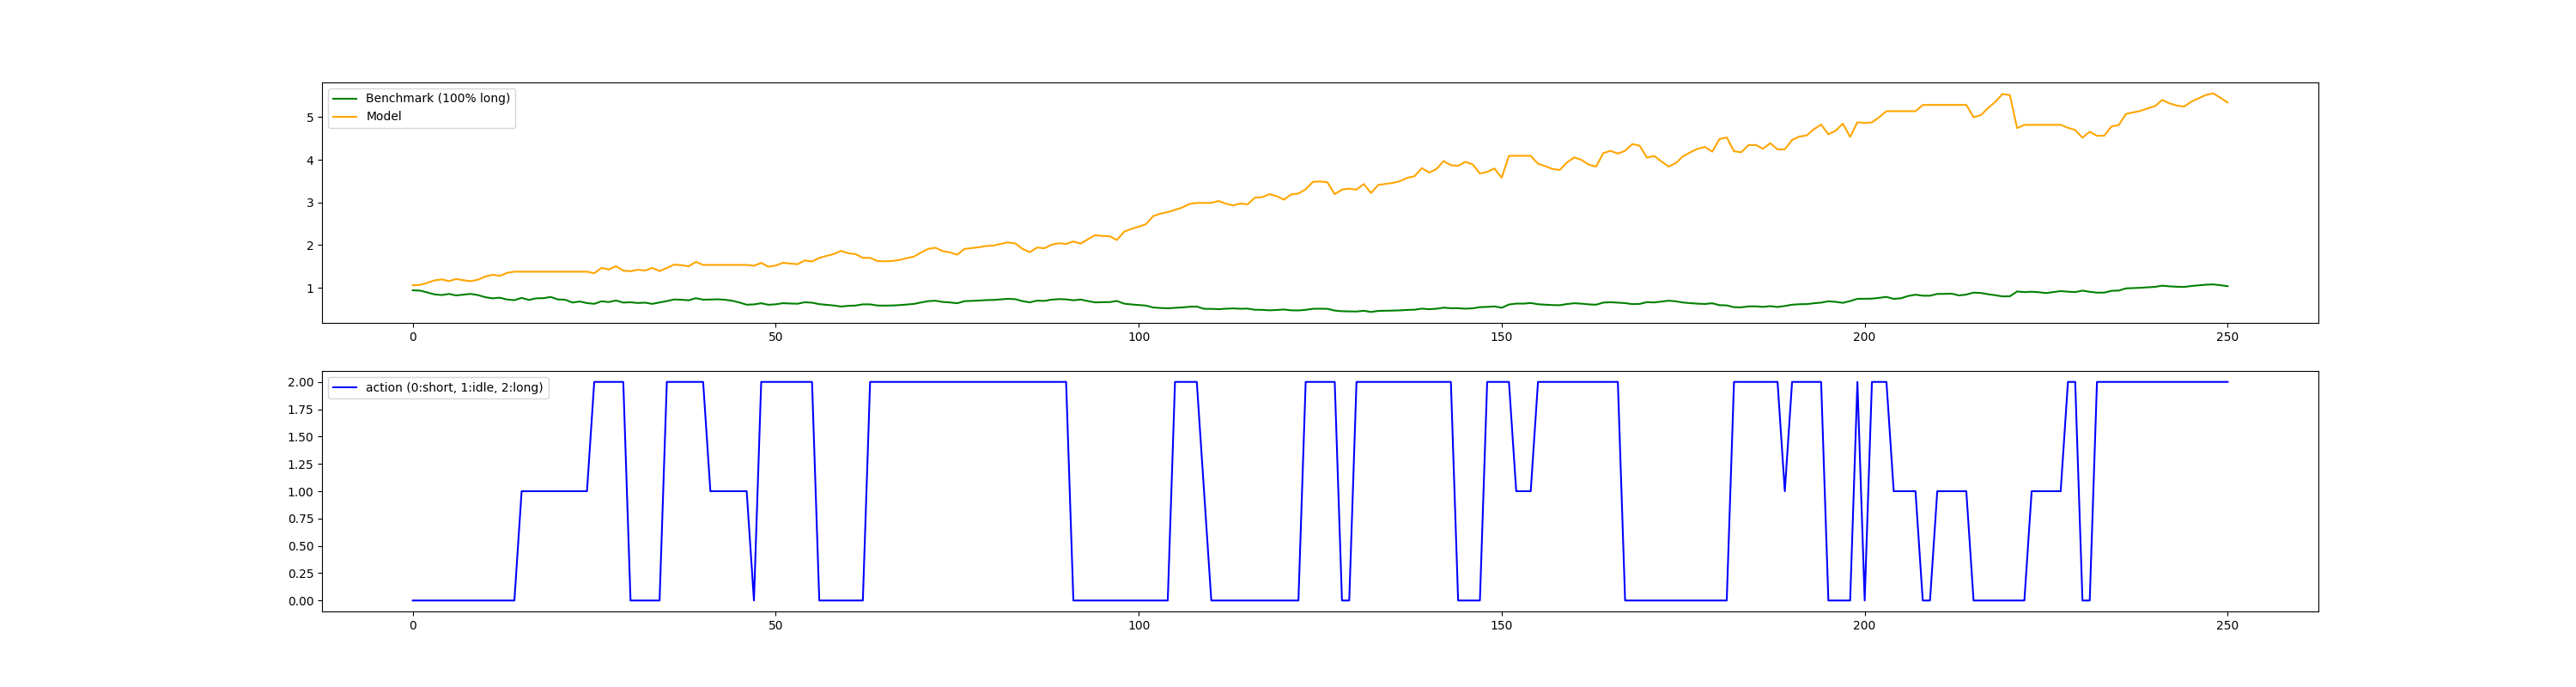 Benchmark (100% long)
Model
5
4
3
2
1
0 50 100 150 200 250
action (0:short, 1:idle, 2:long)
2.00
1.75
1.50
1.25
1.00
0.75
0.50
0.25
0.00
0 50 100 150 200 250